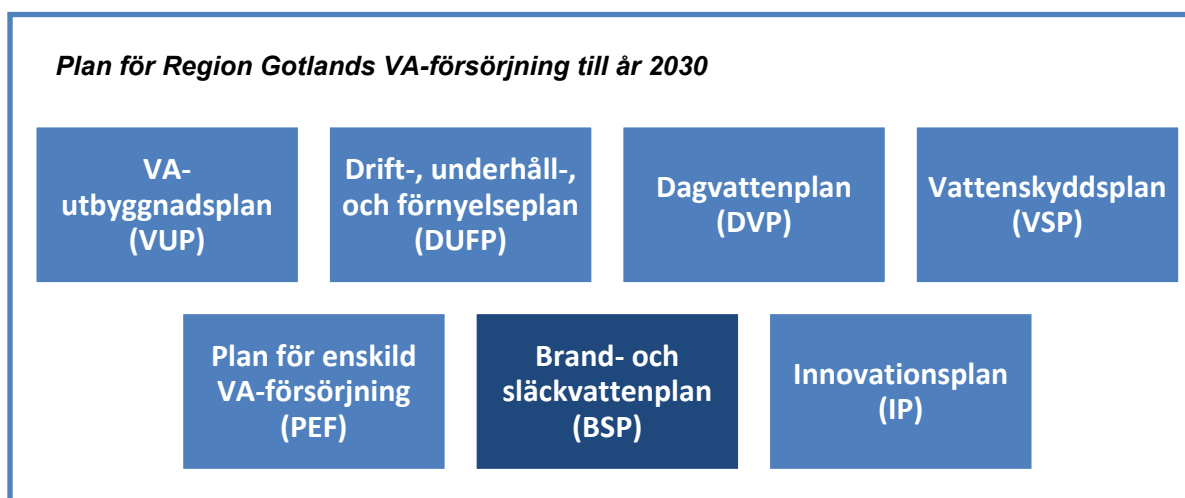 Plan för Region Gotlands VA-försörjning till år 2030
VA-
utbyggnadsplan
(VUP)
Drift-, underhåll-,
och förnyelseplan
(DUFP)
Dagvattenplan
(DVP)
Vattenskyddsplan
(VSP)
Plan för enskild
VA-försörjning
(PEF)
Brand- och
släckvattenplan
(BSP)
Innovationsplan
(IP)